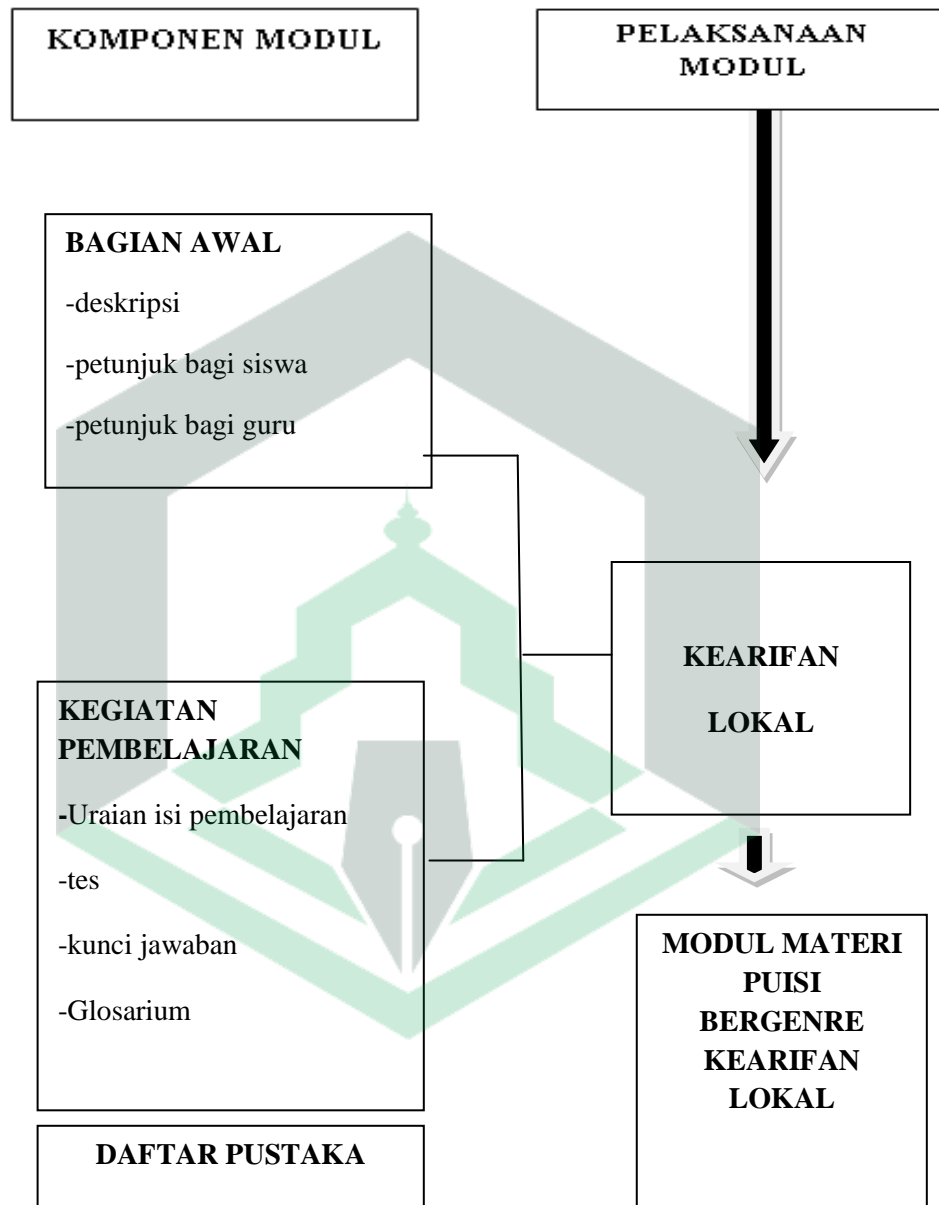 KOMPONEN MODUL
PELAKSANAAN
MODUL
BAGIAN AWAL
-deskripsi
-petunjuk bagi siswa
-petunjuk bagi guru
KEARIFAN
LOKAL
KEGIATAN
PEMBELAJARAN
-Uraian isi pembelajaran
-tes
-kunci jawaban
-Glosarium
MODUL MATERI
PUISI
BERGENRE
KEARIFAN
LOKAL
DAFTAR PUSTAKA